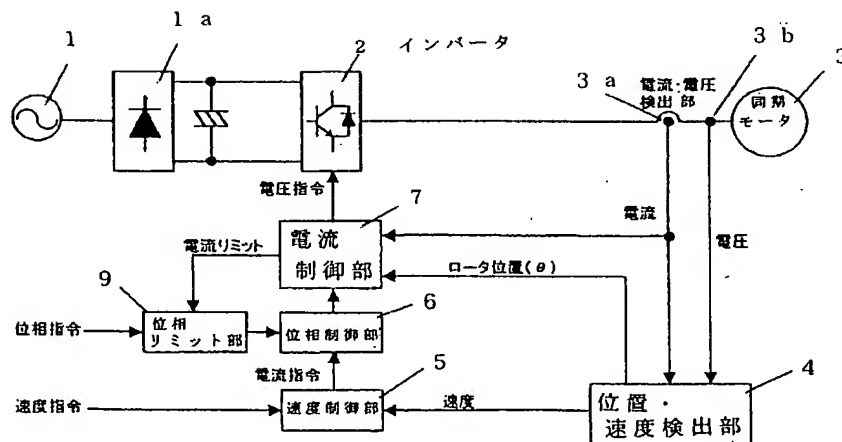 1
1 a
2
インバータ
3 a
電流・電圧
検出部
3 b
3
同期
モータ
電圧指令
7
電流
制御部
電流
電圧
電流リミット
ロータ位置(θ)
9
位相指令
位相
リミット部
6
位相制御部
電流指令
5
速度指令
速度制御部
速度
4
位置・
速度検出部